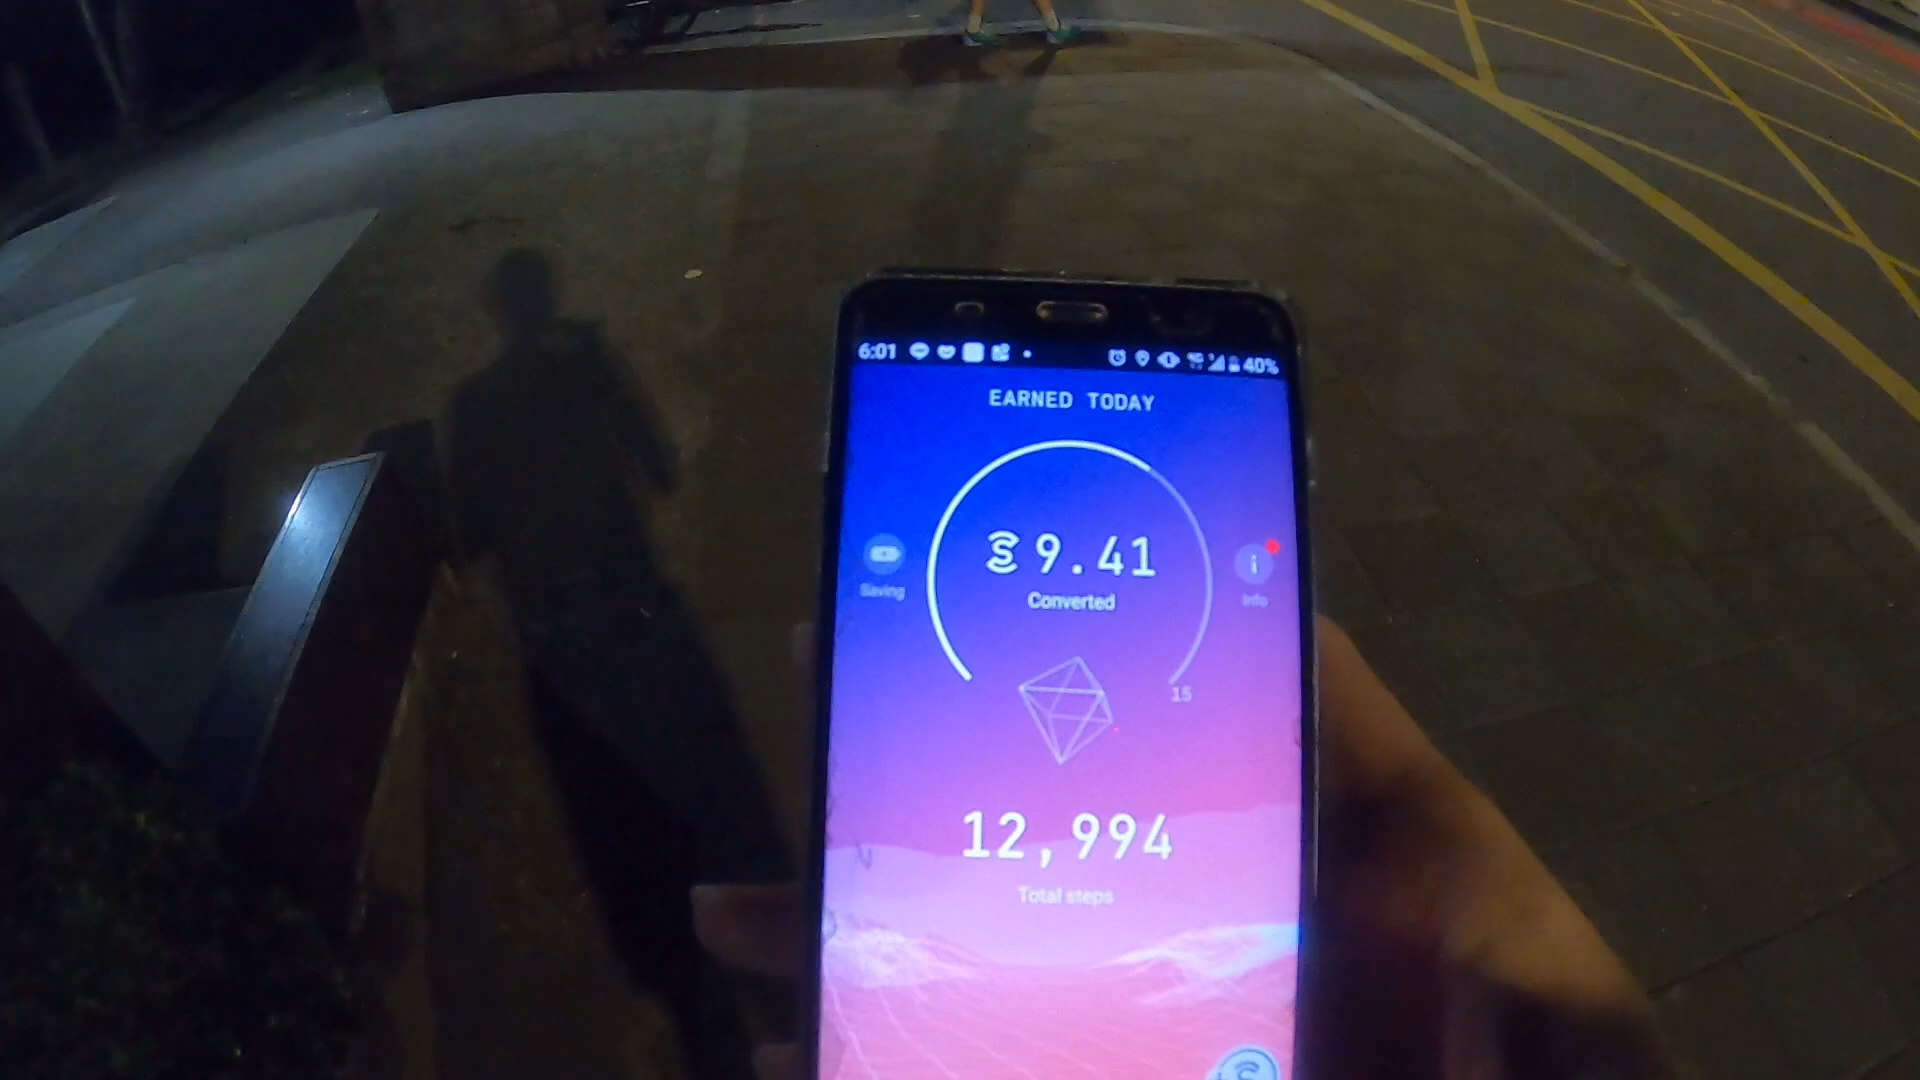 6:01 40%
EARNED TODAY
9.41
Converted
Saving
Info
15
12,994
Total steps